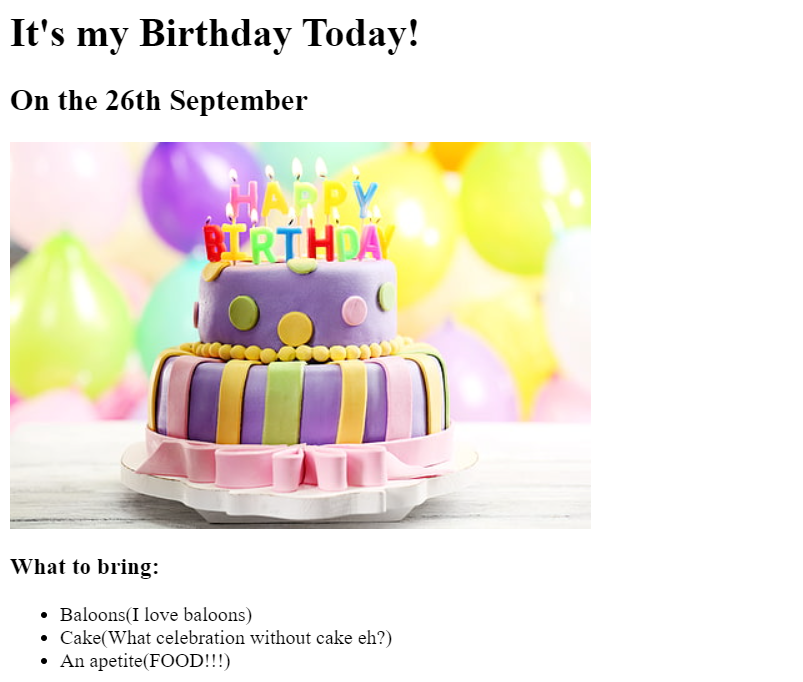 It's my Birthday Today!
On the 26th September
HAPPY
BIRTHDAY
What to bring:
Baloons(I love baloons)
Cake(What celebration without cake eh?)
An apetite(FOOD!!!)